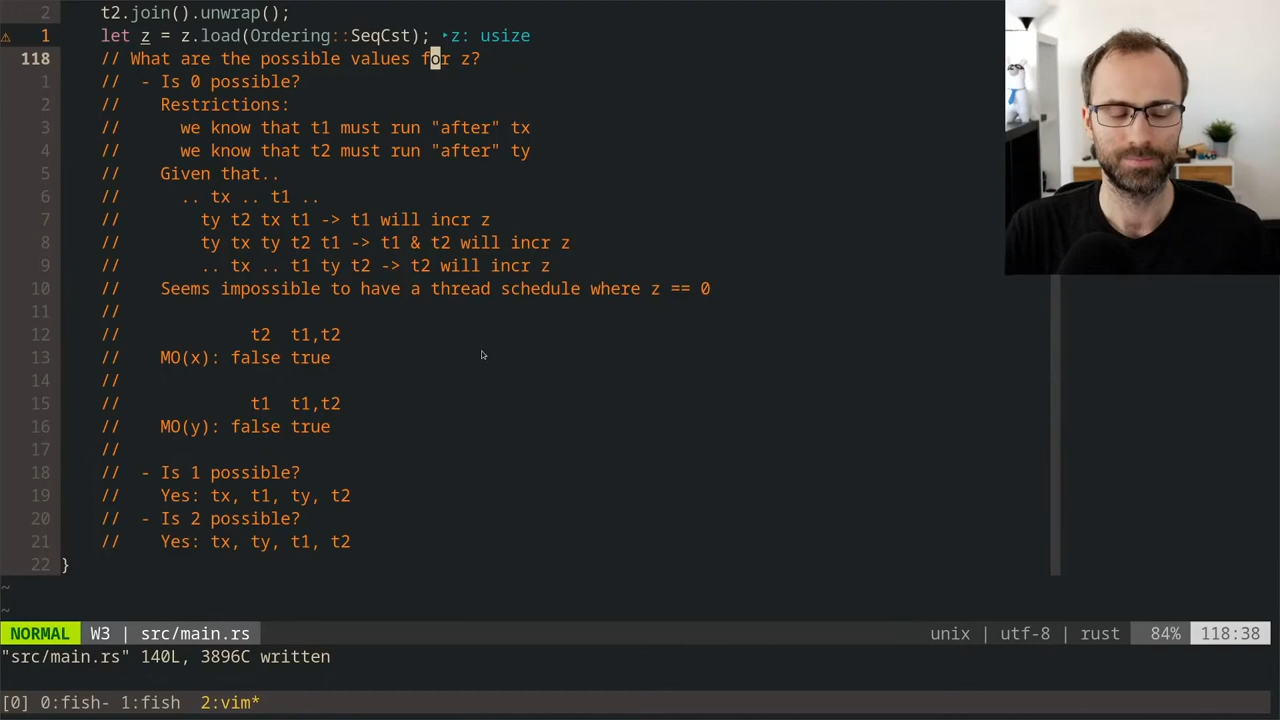 2 t2.join().unwrap();
⚠ 1 let z = z.load(Ordering::SeqCst); ‣z: usize
118 // What are the possible values for z?
1 // - Is 0 possible?
2 // Restrictions:
3 // we know that t1 must run "after" tx
4 // we know that t2 must run "after" ty
5 // Given that..
6 // .. tx .. t1 ..
7 // ty t2 tx t1 -> t1 will incr z
8 // ty tx ty t2 t1 -> t1 & t2 will incr z
9 // .. tx .. t1 ty t2 -> t2 will incr z
10 // Seems impossible to have a thread schedule where z == 0
11 //
12 // t2 t1,t2
13 // MO(x): false true
14 //
15 // t1 t1,t2
16 // MO(y): false true
17 //
18 // - Is 1 possible?
19 // Yes: tx, t1, ty, t2
20 // - Is 2 possible?
21 // Yes: tx, ty, t1, t2
22 }
~
~
NORMAL W3 | src/main.rs unix | utf-8 | rust 84% 118:38
"src/main.rs" 140L, 3896C written
[0] 0:fish- 1:fish 2:vim*